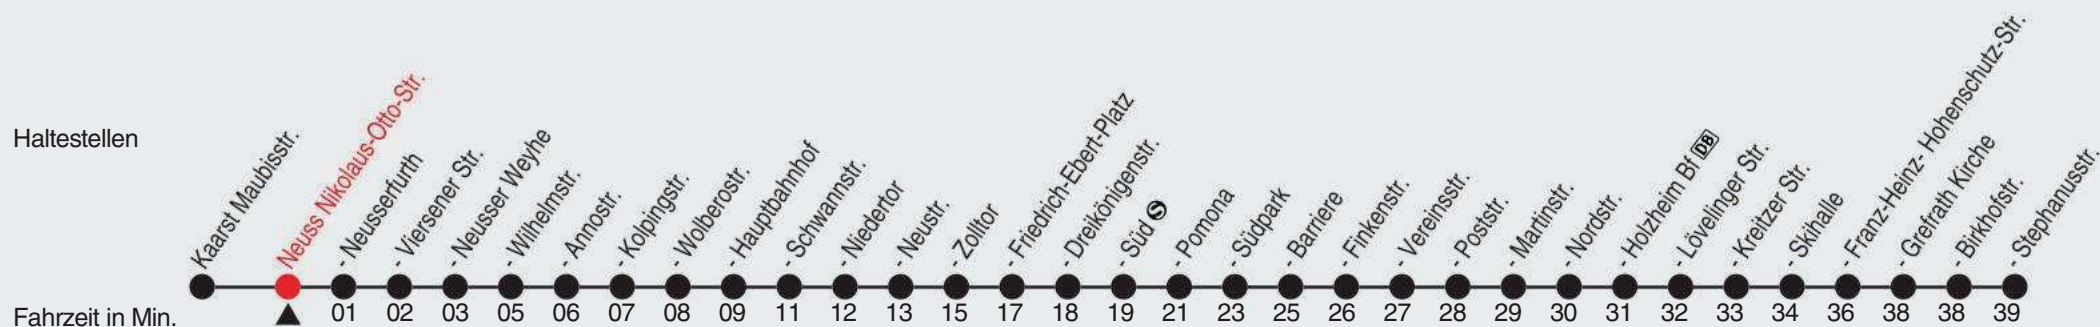 Haltestellen
Kaarst Maubisstr.
Neuss Nikolaus-Otto-Str.
- Neusserfurth
- Viersener Str.
- Neusser Weyhe
- Wilhelmstr.
- Annostr.
- Kolpingstr.
- Wolberostr.
- Hauptbahnhof
- Schwannstr.
- Niedertor
- Neustr.
- Zolltor
- Friedrich-Ebert-Platz
- Dreikönigenstr.
- Süd S
- Pomona
- Südpark
- Barriere
- Finkenstr.
- Vereinsstr.
- Poststr.
- Martinstr.
- Nordstr.
- Holzheim Bf DB
- Lövelinger Str.
- Kreitzer Str.
- Skihalle
- Franz-Heinz- Hohenschutz-Str.
- Grefrath Kirche
- Birkhofstr.
- Stephanusstr.
Fahrzeit in Min. 01 02 03 05 06 07 08 09 11 12 13 15 17 18 19 21 23 25 26 27 28 29 30 31 32 33 34 36 38 38 39